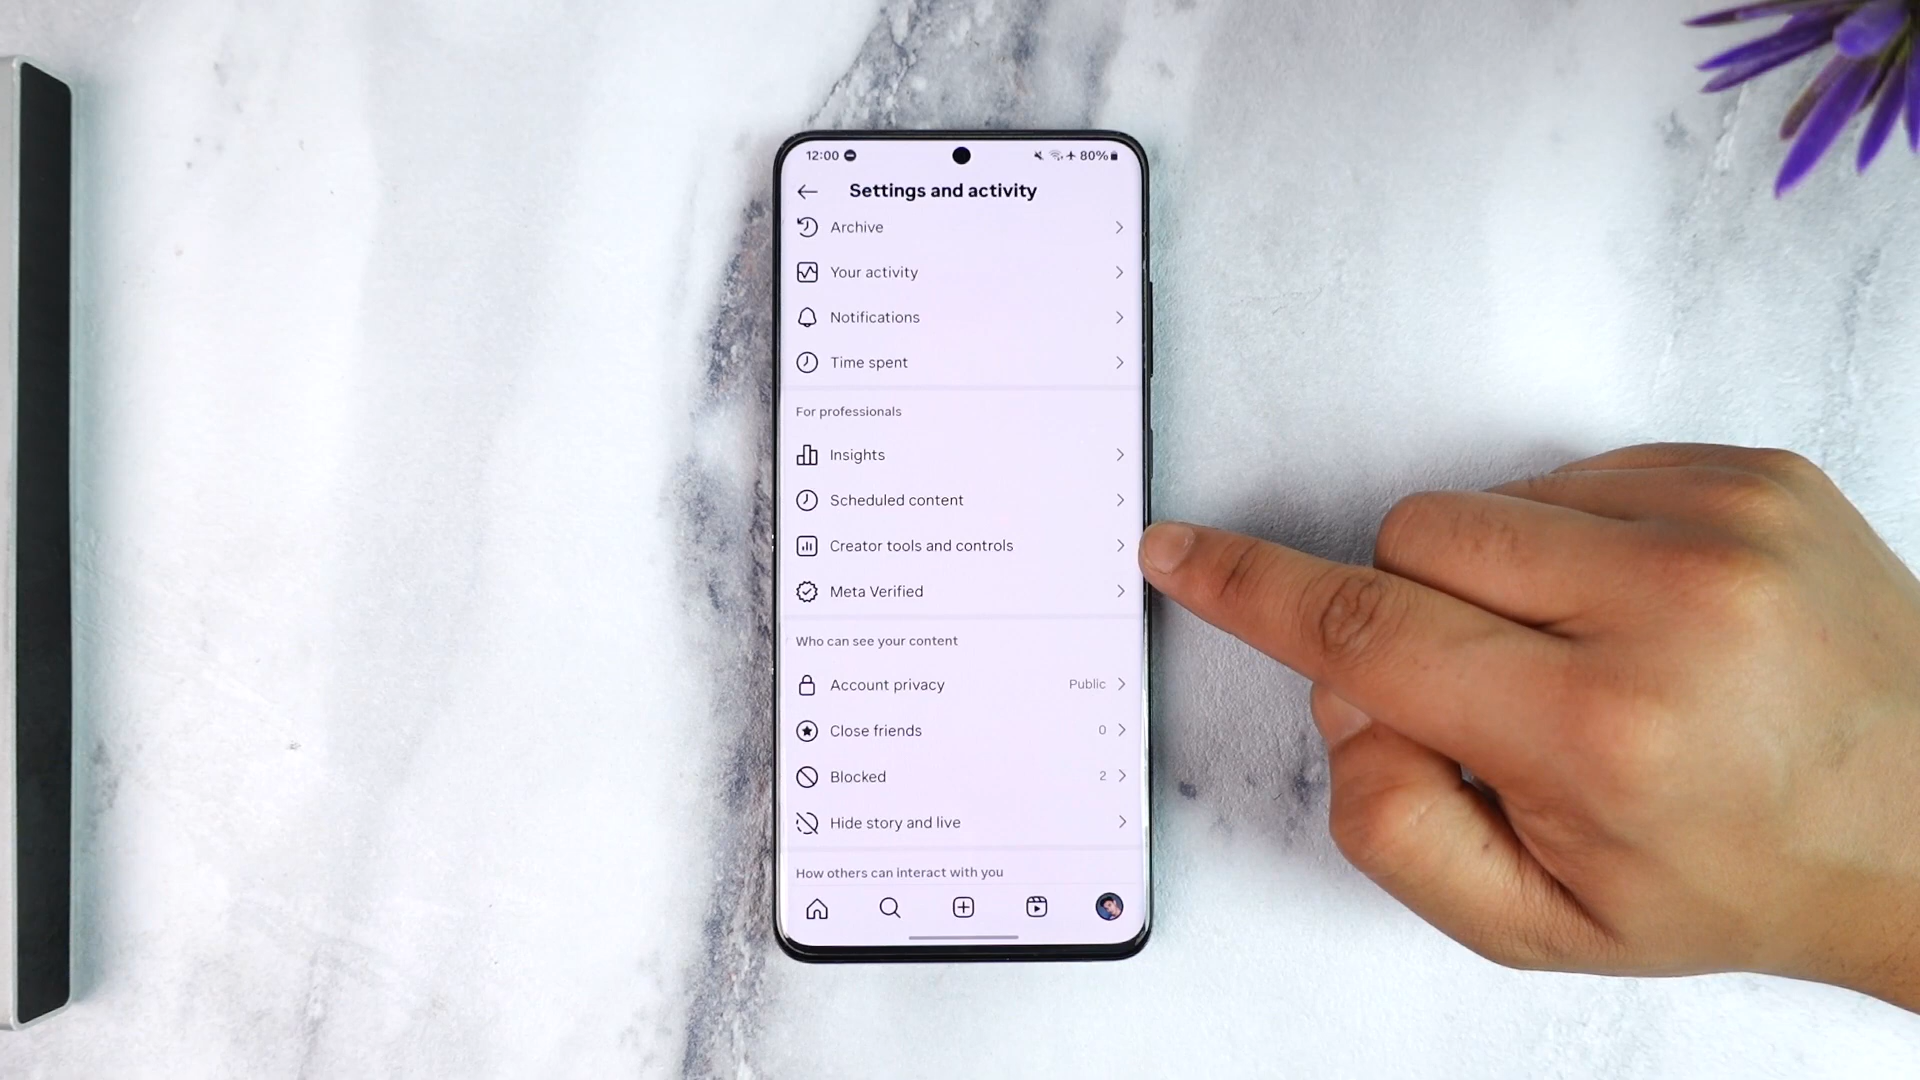 12:00 80%
Settings and activity
Archive
Your activity
Notifications
Time spent
For professionals
Insights
Scheduled content
Creator tools and controls
Meta Verified
Who can see your content
Account privacy Public
Close friends 0
Blocked 2
Hide story and live
How others can interact with you